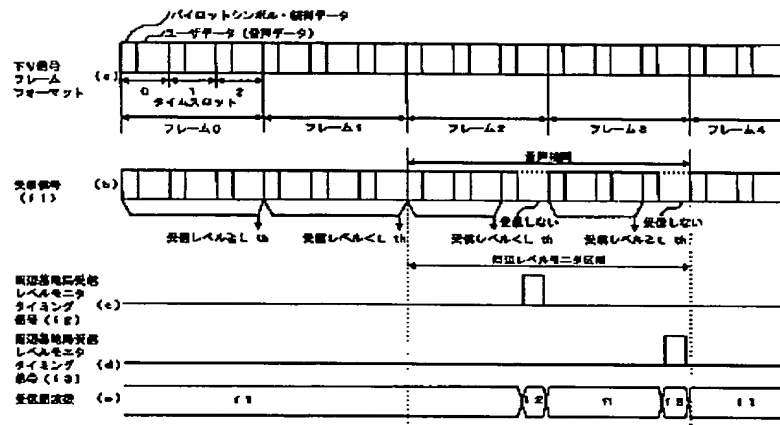 パイロットシンボル・制御データ
ユーザデータ (音声データ)
下り信号
フレーム
フォーマット
(a)
0 1 2
タイムスロット
フレーム0 フレーム1 フレーム2 フレーム3 フレーム4
音声検閲
受信信号
(f1)
(b)
受信レベル≧L th 受信レベル<L th 受信レベル<L th 受信レベル≧L th
受信しない 受信しない
周辺レベルモニタ区間
周辺基地局受信
レベルモニタ
タイミング
信号(f2)
(c)
周辺基地局受信
レベルモニタ
タイミング
信号(f3)
(d)
受信周波数 (e)
f1 f2 f1 f3 f1